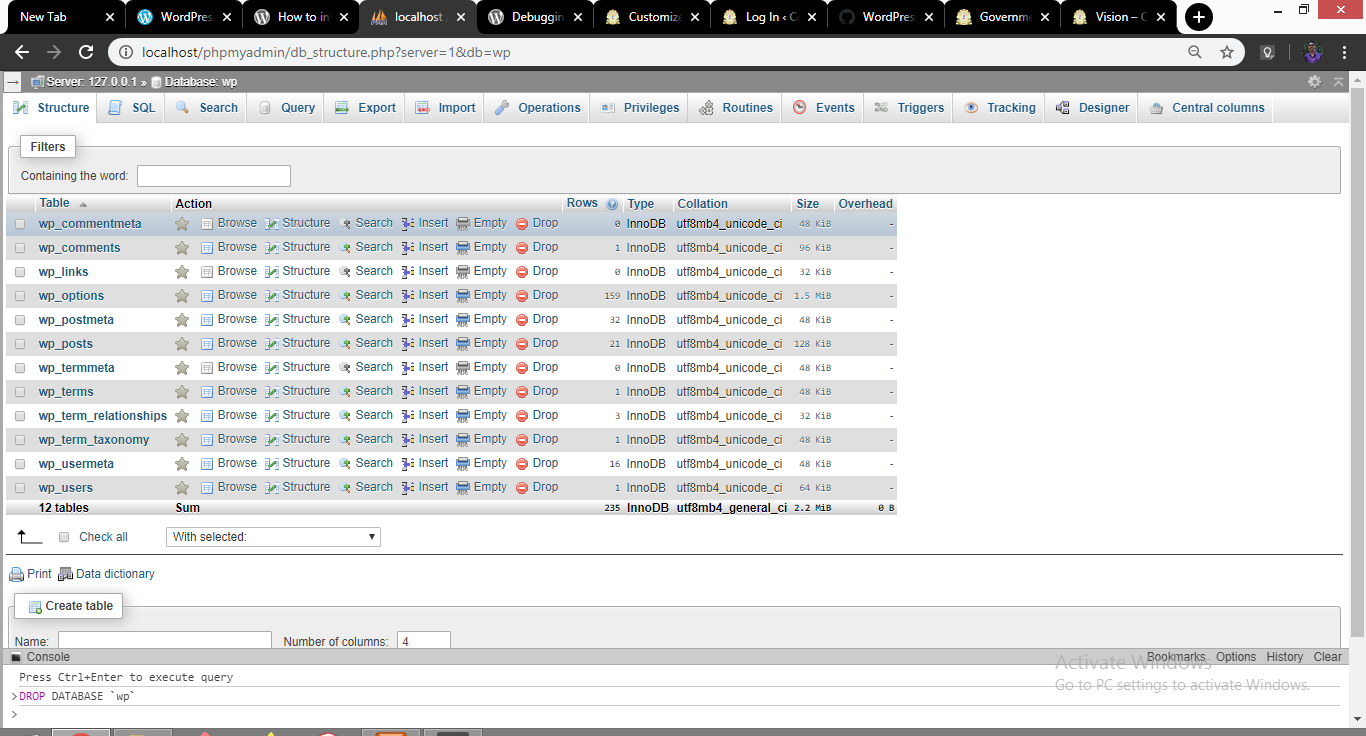 New Tab WordPres How to in localhost Debuggin Customize Log In ‹ C WordPres Governme Vision – C
localhost/phpmyadmin/db_structure.php?server=1&db=wp
Server: 127.0.0.1 » Database: wp
Structure SQL Search Query Export Import Operations Privileges Routines Events Triggers Tracking Designer Central columns
Filters
Containing the word:
Table Action Rows Type Collation Size Overhead
wp_commentmeta Browse Structure Search Insert Empty Drop 0 InnoDB utf8mb4_unicode_ci 48 KiB -
wp_comments Browse Structure Search Insert Empty Drop 1 InnoDB utf8mb4_unicode_ci 96 KiB -
wp_links Browse Structure Search Insert Empty Drop 0 InnoDB utf8mb4_unicode_ci 32 KiB -
wp_options Browse Structure Search Insert Empty Drop 159 InnoDB utf8mb4_unicode_ci 1.5 MiB -
wp_postmeta Browse Structure Search Insert Empty Drop 32 InnoDB utf8mb4_unicode_ci 48 KiB -
wp_posts Browse Structure Search Insert Empty Drop 21 InnoDB utf8mb4_unicode_ci 128 KiB -
wp_termmeta Browse Structure Search Insert Empty Drop 0 InnoDB utf8mb4_unicode_ci 48 KiB -
wp_terms Browse Structure Search Insert Empty Drop 1 InnoDB utf8mb4_unicode_ci 48 KiB -
wp_term_relationships Browse Structure Search Insert Empty Drop 3 InnoDB utf8mb4_unicode_ci 32 KiB -
wp_term_taxonomy Browse Structure Search Insert Empty Drop 1 InnoDB utf8mb4_unicode_ci 48 KiB -
wp_usermeta Browse Structure Search Insert Empty Drop 16 InnoDB utf8mb4_unicode_ci 48 KiB -
wp_users Browse Structure Search Insert Empty Drop 1 InnoDB utf8mb4_unicode_ci 64 KiB -
12 tables Sum 235 InnoDB utf8mb4_general_ci 2.2 MiB 0 B
Check all With selected:
Print Data dictionary
Create table
Name: Number of columns: 4
Console Bookmarks Options History Clear
Activate Windows
Press Ctrl+Enter to execute query
Go to PC settings to activate Windows.
>DROP DATABASE `wp`
>